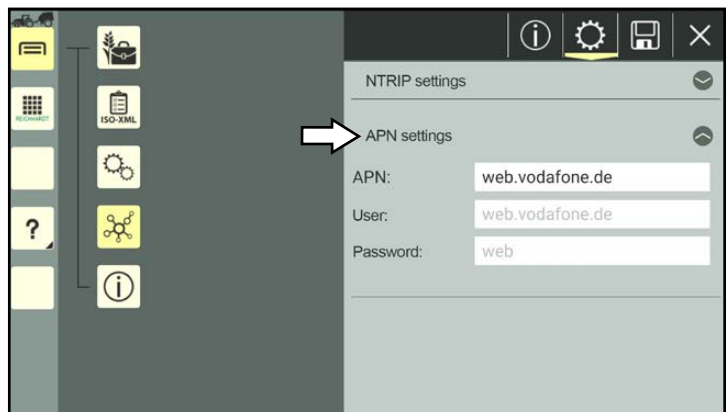 NTRIP settings
REICHHARDT
ISO-XML
APN settings
APN: web.vodafone.de
User: web.vodafone.de
?
Password: web